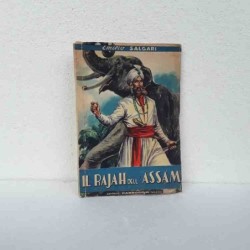 EMILIO SALGARI
IL RAJAH DELL' ASSAM